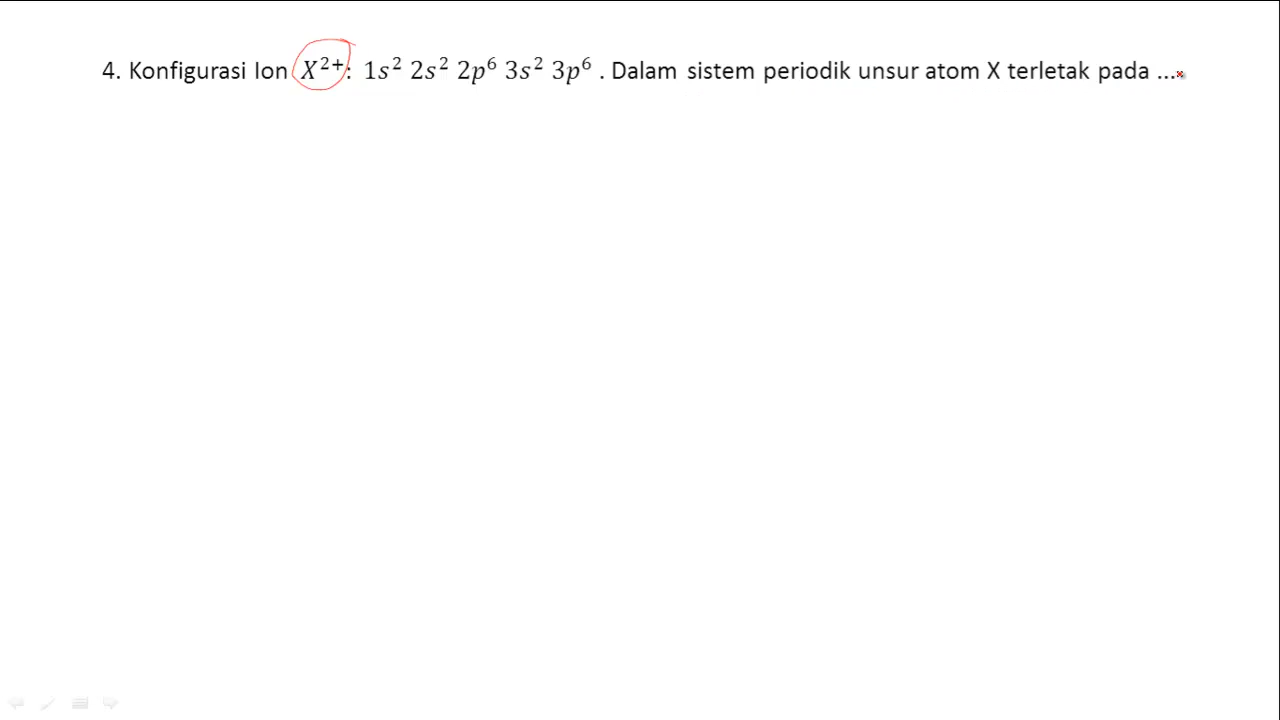 4. Konfigurasi Ion X²⁺: 1s² 2s² 2p⁶ 3s² 3p⁶ . Dalam sistem periodik unsur atom X terletak pada ...